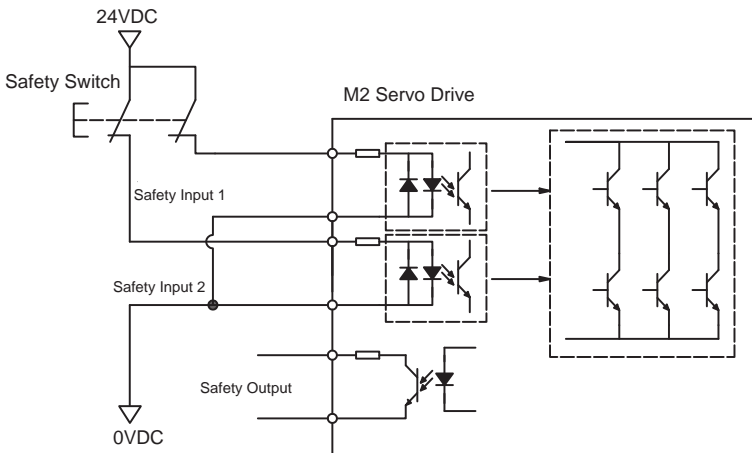 24VDC
Safety Switch
M2 Servo Drive
Safety Input 1
Safety Input 2
Safety Output
0VDC